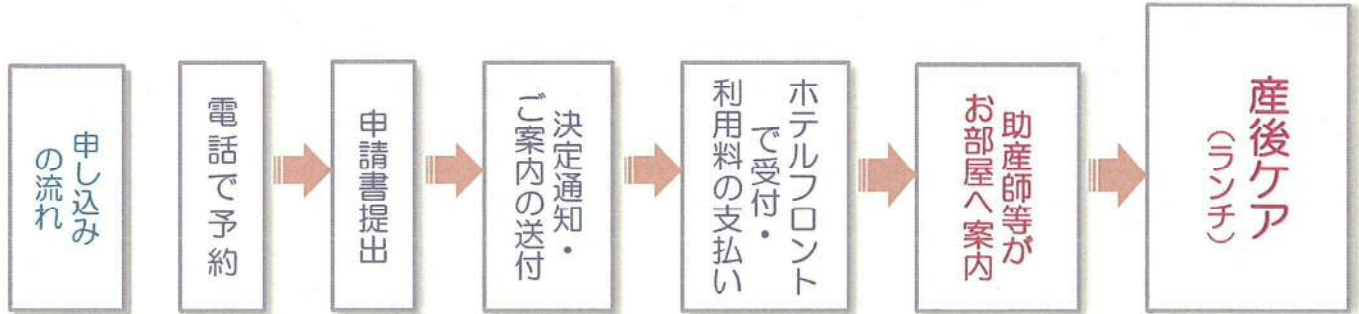 申し込み
の流れ
電話で予約
申請書提出
決定通知・
ご案内の送付
ホテルフロント
で受付・
利用料の支払い
助産師等が
お部屋へ案内
産後ケア
（ランチ）